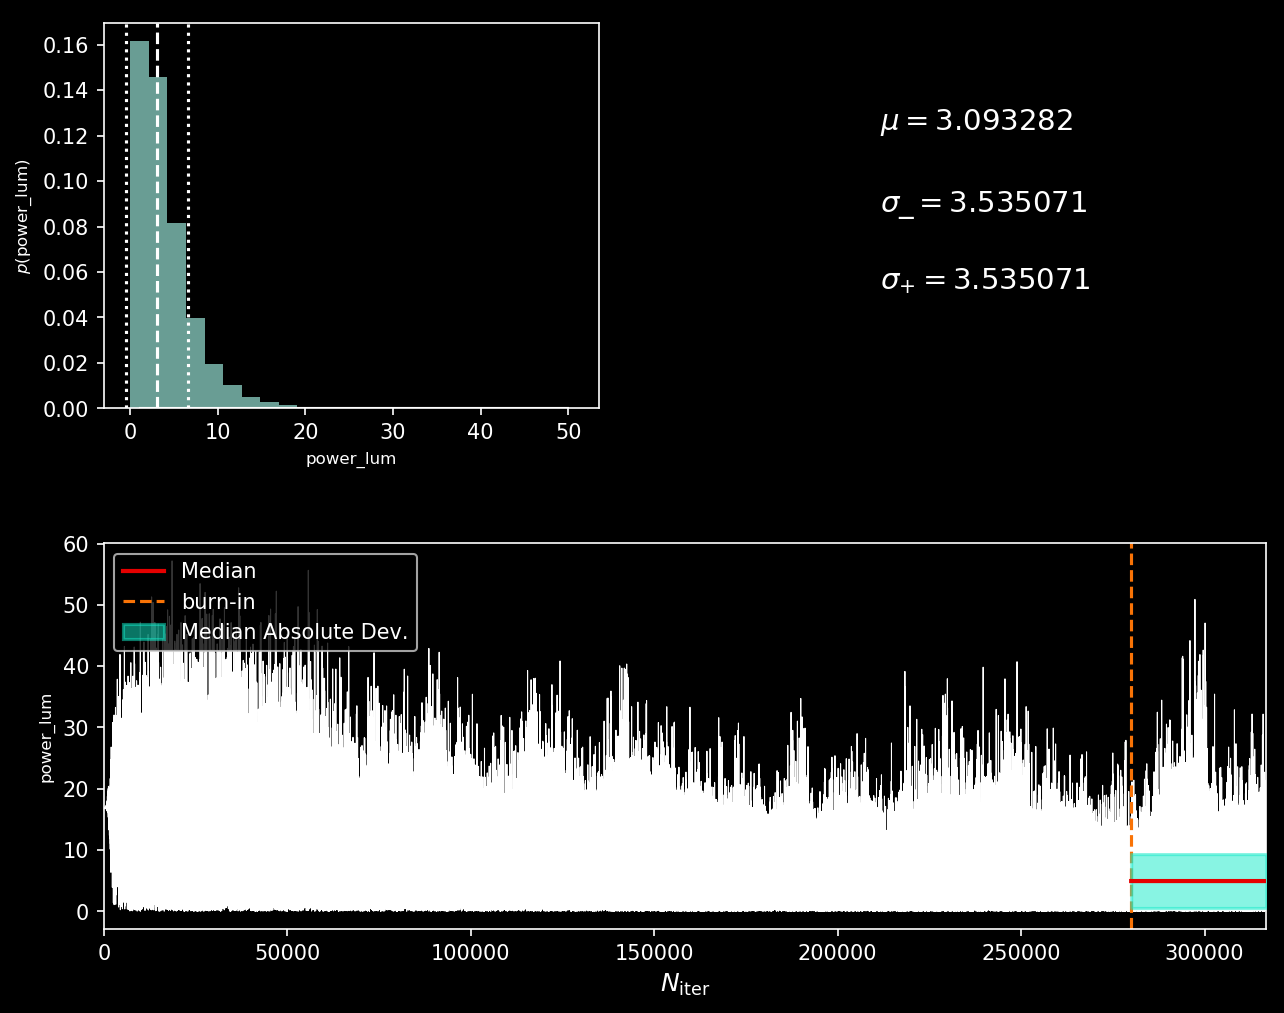 0.16
0.14
0.12
0.10
0.08
0.06
0.04
0.02
0.00
p(power_lum)
0 10 20 30 40 50
power_lum
μ = 3.093282
σ₋ = 3.535071
σ₊ = 3.535071
60
50
40
30
20
10
0
power_lum
Median
burn-in
Median Absolute Dev.
0 50000 100000 150000 200000 250000 300000
N_iter